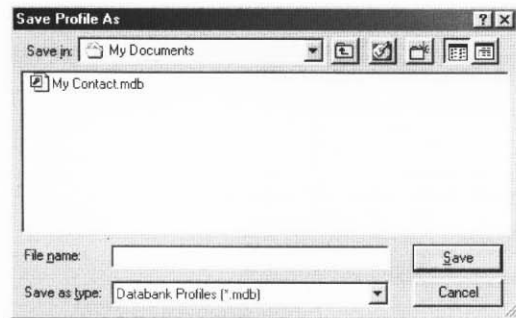 Save Profile As
Save in: My Documents
My Contact.mdb
File name:
Save
Save as type: Databank Profiles (*.mdb)
Cancel